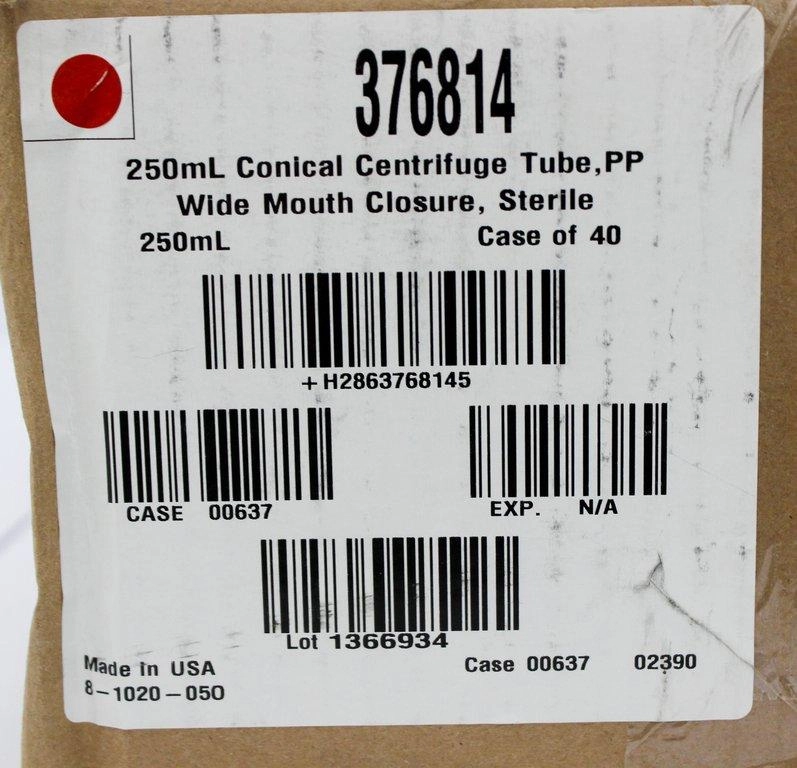 376814
250mL Conical Centrifuge Tube,PP
Wide Mouth Closure, Sterile
250mL Case of 40
+H2863768145
CASE 00637 EXP. N/A
Lot 1366934
Made in USA Case 00637 02390
8-1020-050